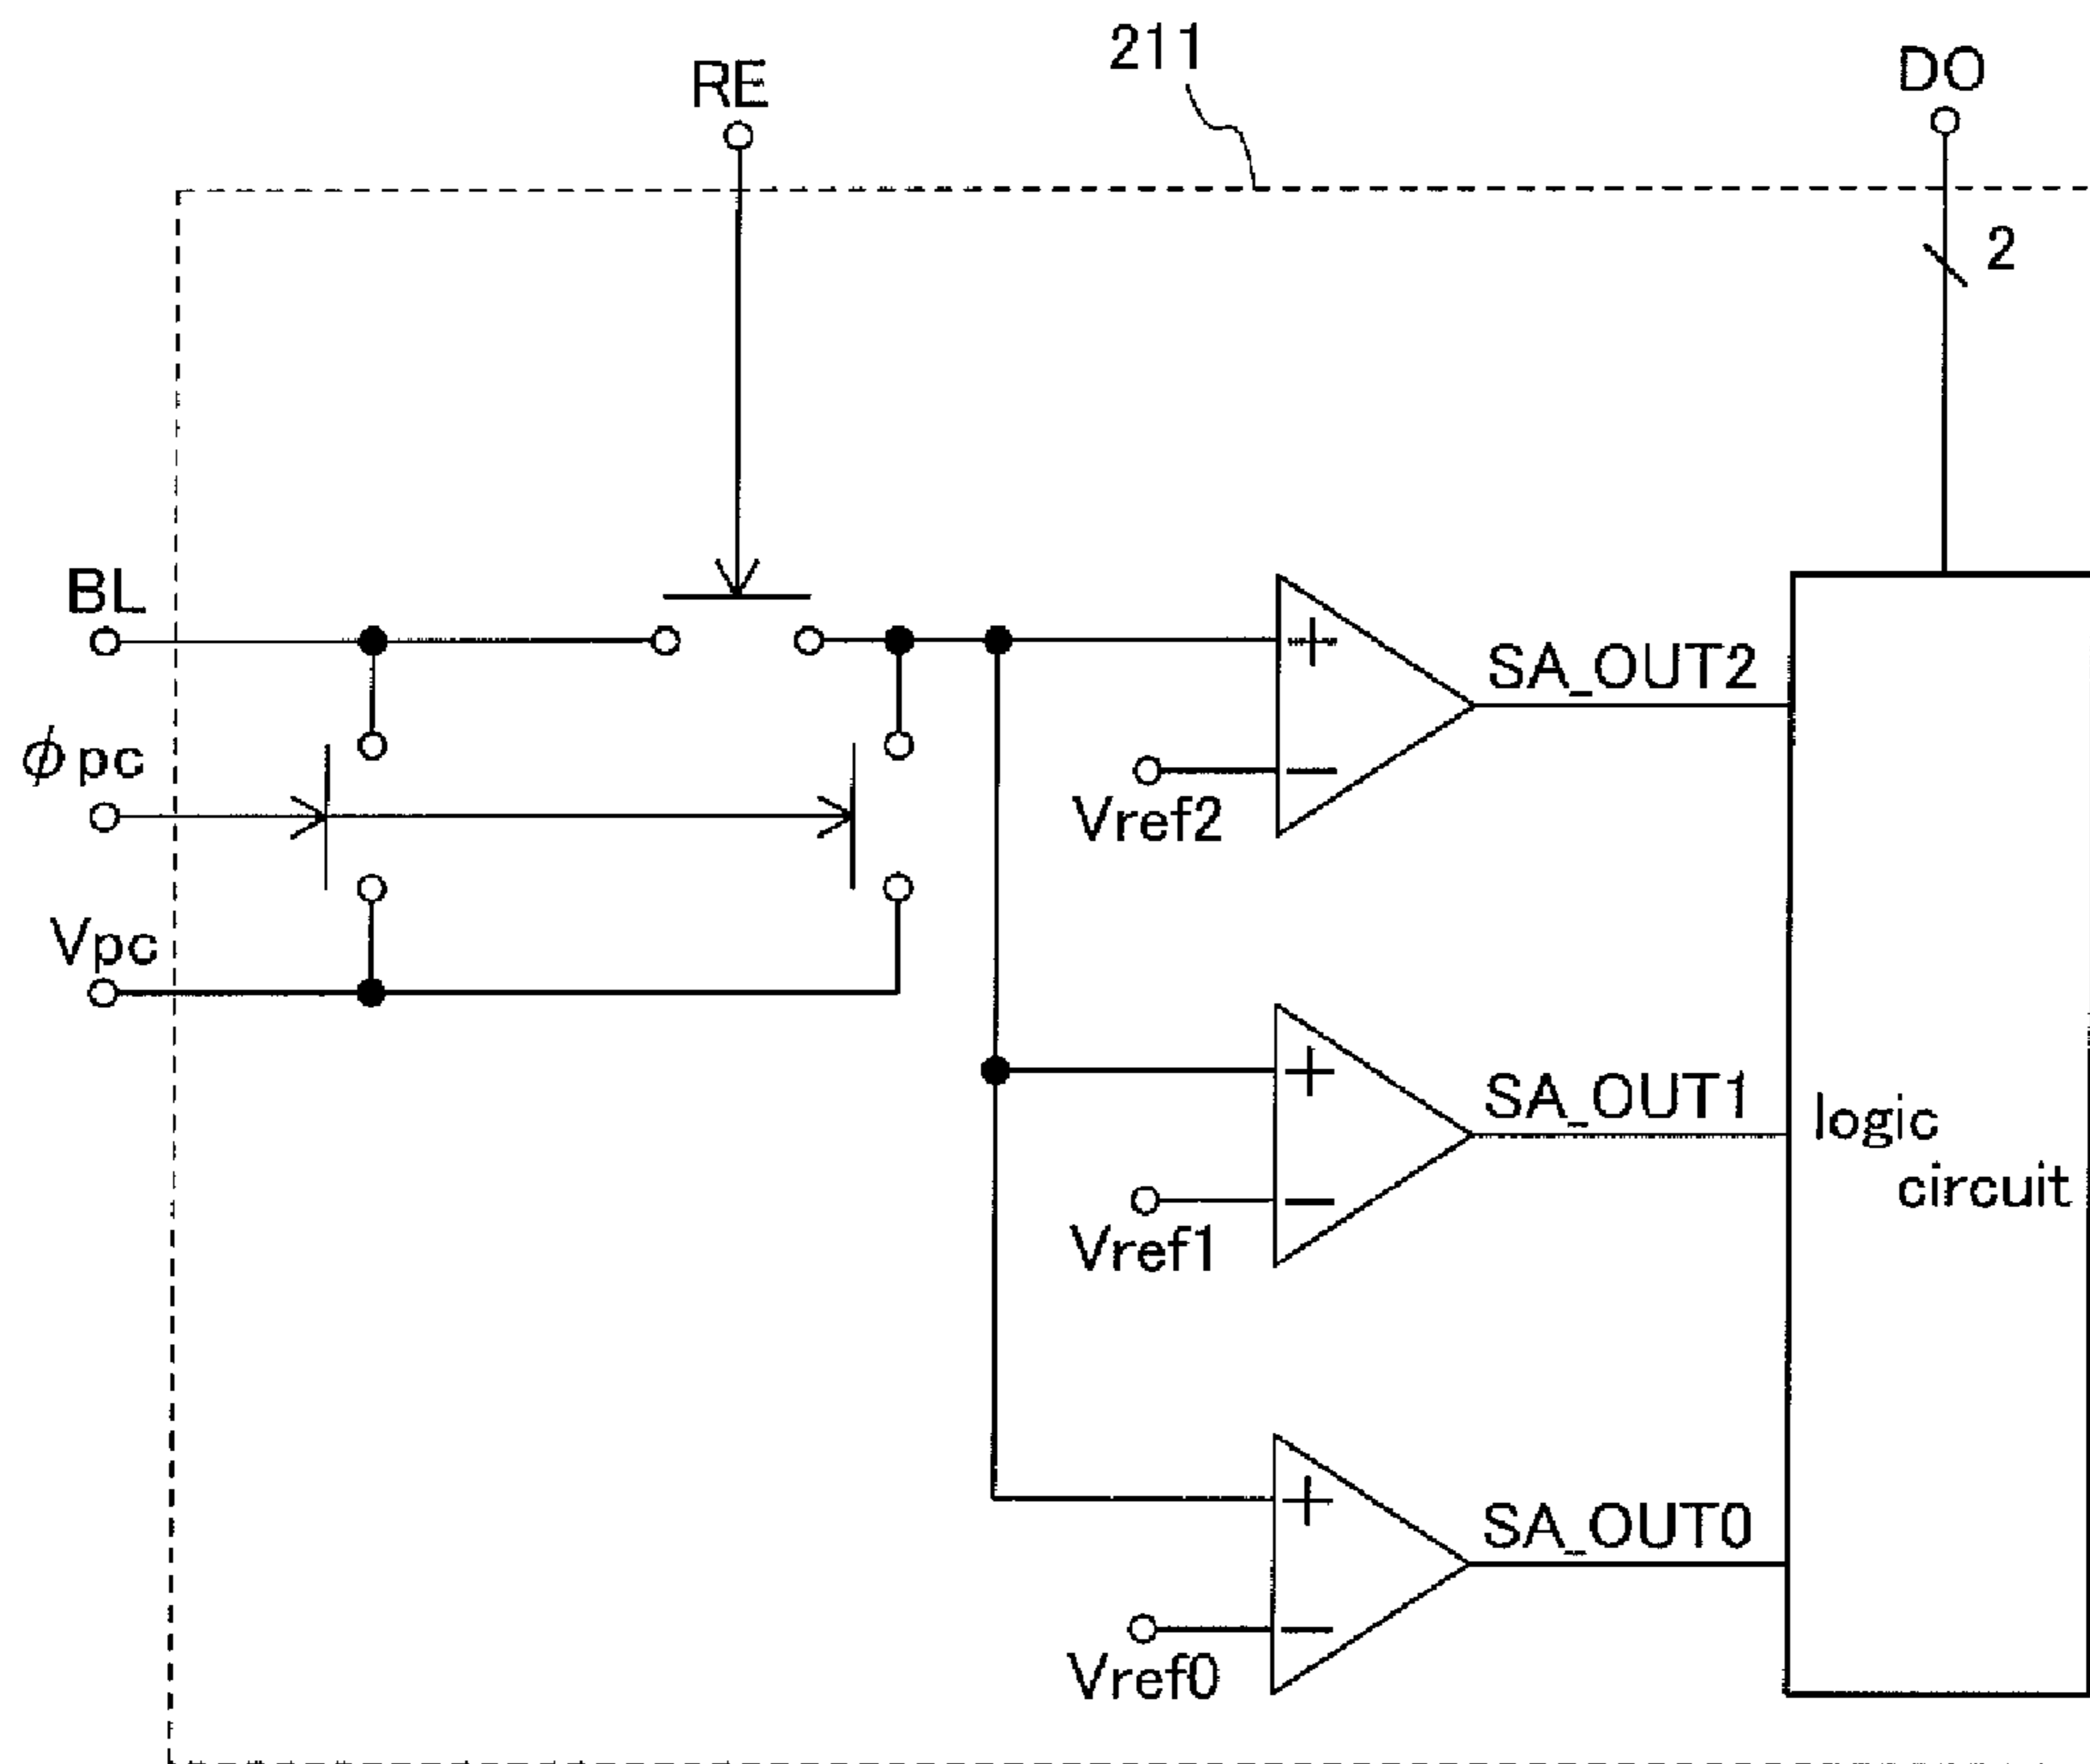 211
RE
DO
2
BL
SA_OUT2
ϕpc
Vref2
Vpc
SA_OUT1
logic
circuit
Vref1
SA_OUT0
Vref0